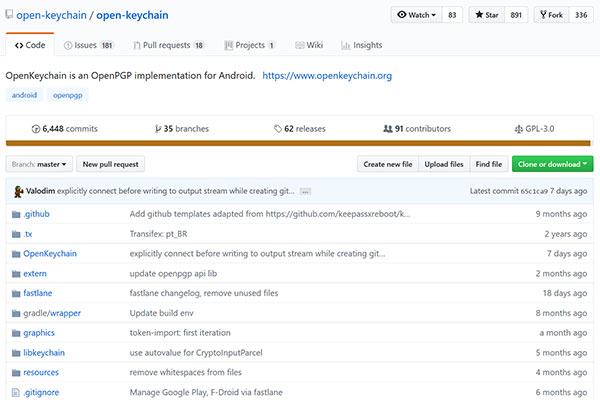 open-keychain / open-keychain Watch 83 Star 891 Fork 336
Code Issues 181 Pull requests 18 Projects 1 Wiki Insights
OpenKeychain is an OpenPGP implementation for Android. https://www.openkeychain.org
android openpgp
6,448 commits 35 branches 62 releases 91 contributors GPL-3.0
Branch: master New pull request Create new file Upload files Find file Clone or download
Valodim explicitly connect before writing to output stream while creating git... ... Latest commit 65c1ca9 7 days ago
.github Add github templates adapted from https://github.com/keepassxreboot/k... 9 months ago
.tx Transifex: pt_BR 2 years ago
OpenKeychain explicitly connect before writing to output stream while creating git... 7 days ago
extern update openpgp api lib 2 months ago
fastlane fastlane changelog, remove unused files 18 days ago
gradle/wrapper Update build env 8 months ago
graphics token-import: first iteration a month ago
libkeychain use autovalue for CryptoInputParcel 5 months ago
resources remove whitespaces from files 4 months ago
.gitignore Manage Google Play, F-Droid via fastlane 6 months ago